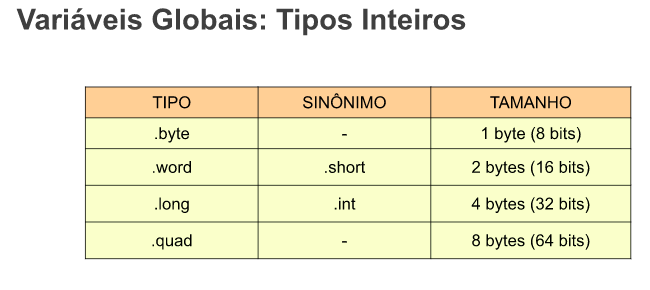 Variáveis Globais: Tipos Inteiros
TIPO SINÔNIMO TAMANHO
.byte - 1 byte (8 bits)
.word .short 2 bytes (16 bits)
.long .int 4 bytes (32 bits)
.quad - 8 bytes (64 bits)